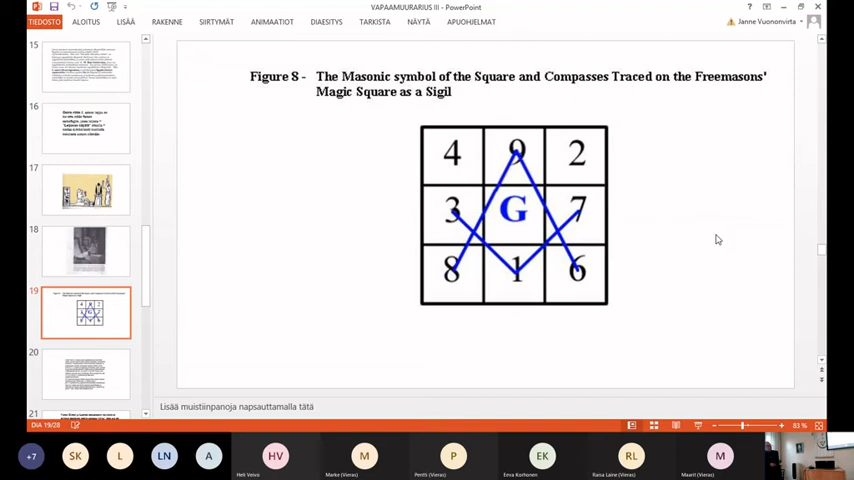 VAPAAMUURARIUS III - PowerPoint
TIEDOSTO ALOITUS LISÄÄ RAKENNE SIIRTYMÄT ANIMAATIOT DIAESITYS TARKISTA NÄYTÄ APUOHJELMAT
Janne Vuononvirta
15
16
17
18
19
20
21
Figure 8 - The Masonic symbol of the Square and Compasses Traced on the Freemasons'
Magic Square as a Sigil
4 9 2
3 G 7
8 1 6
Lisää muistiinpanoja napsauttamalla tätä
DIA 19/28
83 %
+7 SK L LN A HV M P EK RL M
Heli Veivo Marke (Vieras) Pentti (Vieras) Eeva Korhonen Raisa Laine (Vieras) Maarit (Vieras)